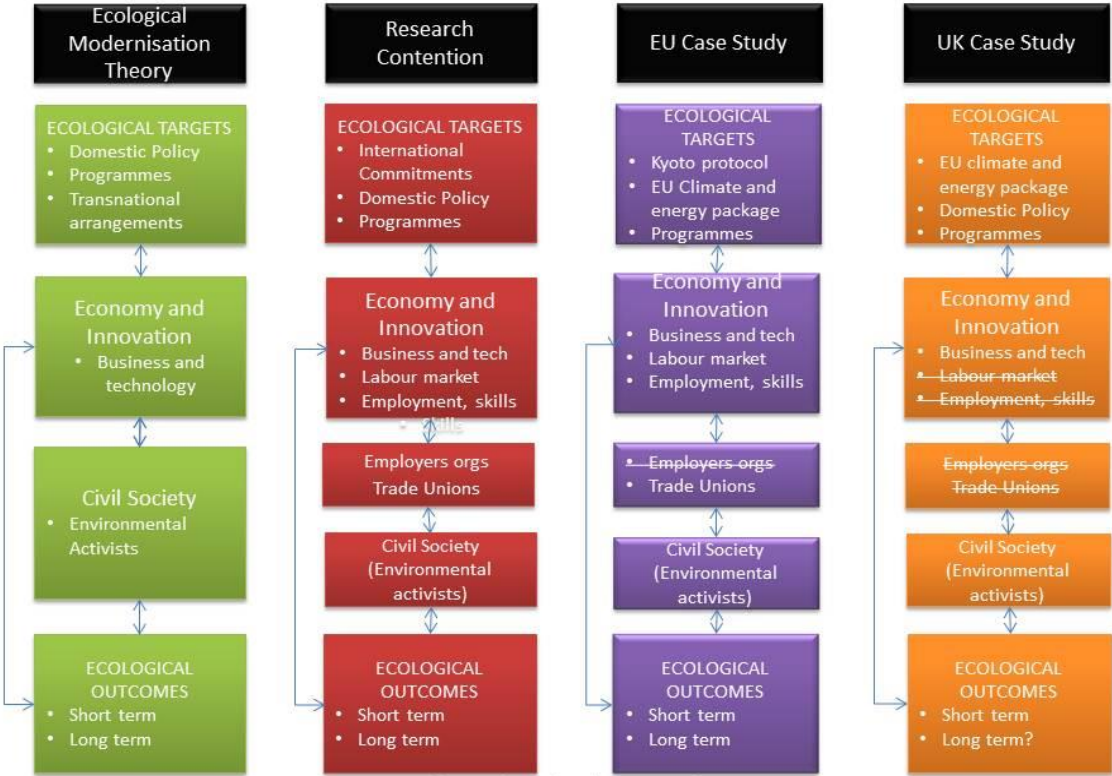 Ecological
Modernisation
Theory
ECOLOGICAL TARGETS
• Domestic Policy
• Programmes
• Transnational
arrangements
Economy and
Innovation
• Business and
technology
Civil Society
• Environmental
Activists
ECOLOGICAL
OUTCOMES
• Short term
• Long term
Research
Contention
ECOLOGICAL TARGETS
• International
Commitments
• Domestic Policy
• Programmes
Economy and
Innovation
• Business and tech
• Labour market
• Employment, skills
• Skills
Employers orgs
Trade Unions
Civil Society
(Environmental
activists)
ECOLOGICAL
OUTCOMES
• Short term
• Long term
EU Case Study
ECOLOGICAL
TARGETS
• Kyoto protocol
• EU Climate and
energy package
• Programmes
Economy and
Innovation
• Business and tech
• Labour market
• Employment, skills
• Employers orgs
• Trade Unions
Civil Society
(Environmental
activists)
ECOLOGICAL
OUTCOMES
• Short term
• Long term
UK Case Study
ECOLOGICAL
TARGETS
• EU climate and
energy package
• Domestic Policy
• Programmes
Economy and
Innovation
• Business and tech
• Labour market
• Employment, skills
Employers orgs
Trade Unions
Civil Society
(Environmental
activists)
ECOLOGICAL
OUTCOMES
• Short term
• Long term?